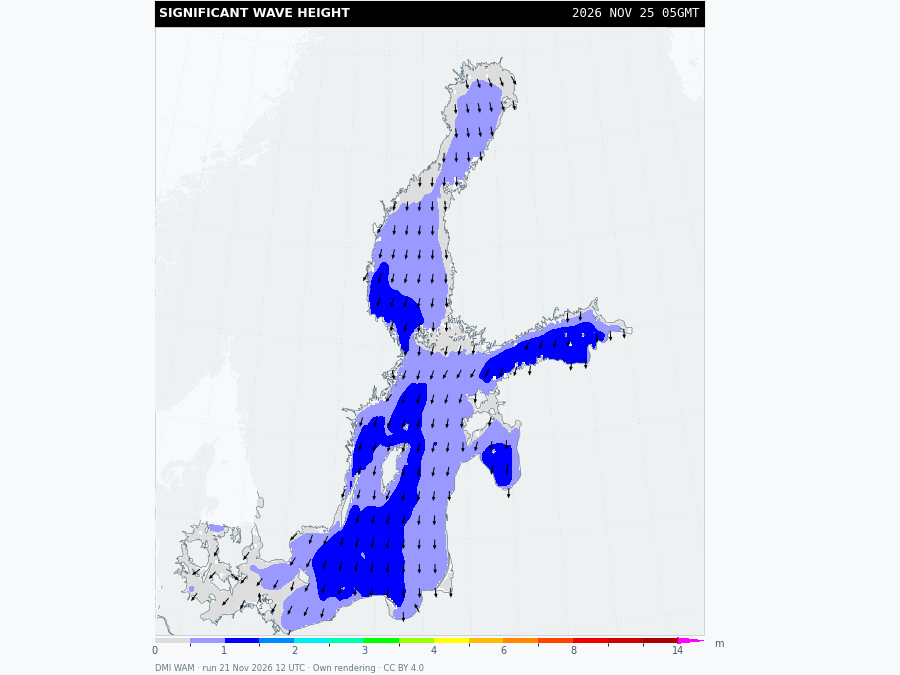 SIGNIFICANT WAVE HEIGHT 2026 NOV 25 05GMT
0 1 2 3 4 6 8 14 m
DMI WAM · run 21 Nov 2026 12 UTC · Own rendering · CC BY 4.0